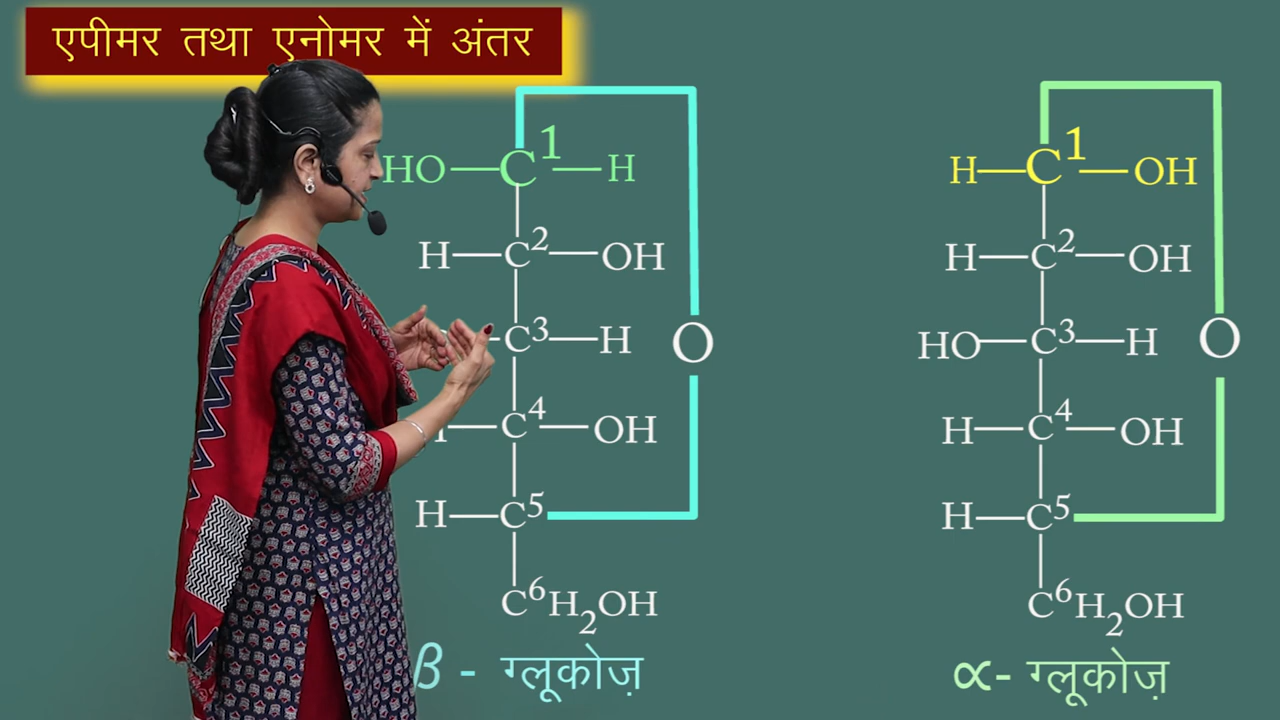 एपीमर तथा एनोमर में अंतर
HO—C1—H
H—C2—OH
C3—H
C4—OH
H—C5
C6H2OH
O
β - ग्लूकोज़
H—C1—OH
H—C2—OH
HO—C3—H
H—C4—OH
H—C5
C6H2OH
O
∝- ग्लूकोज़